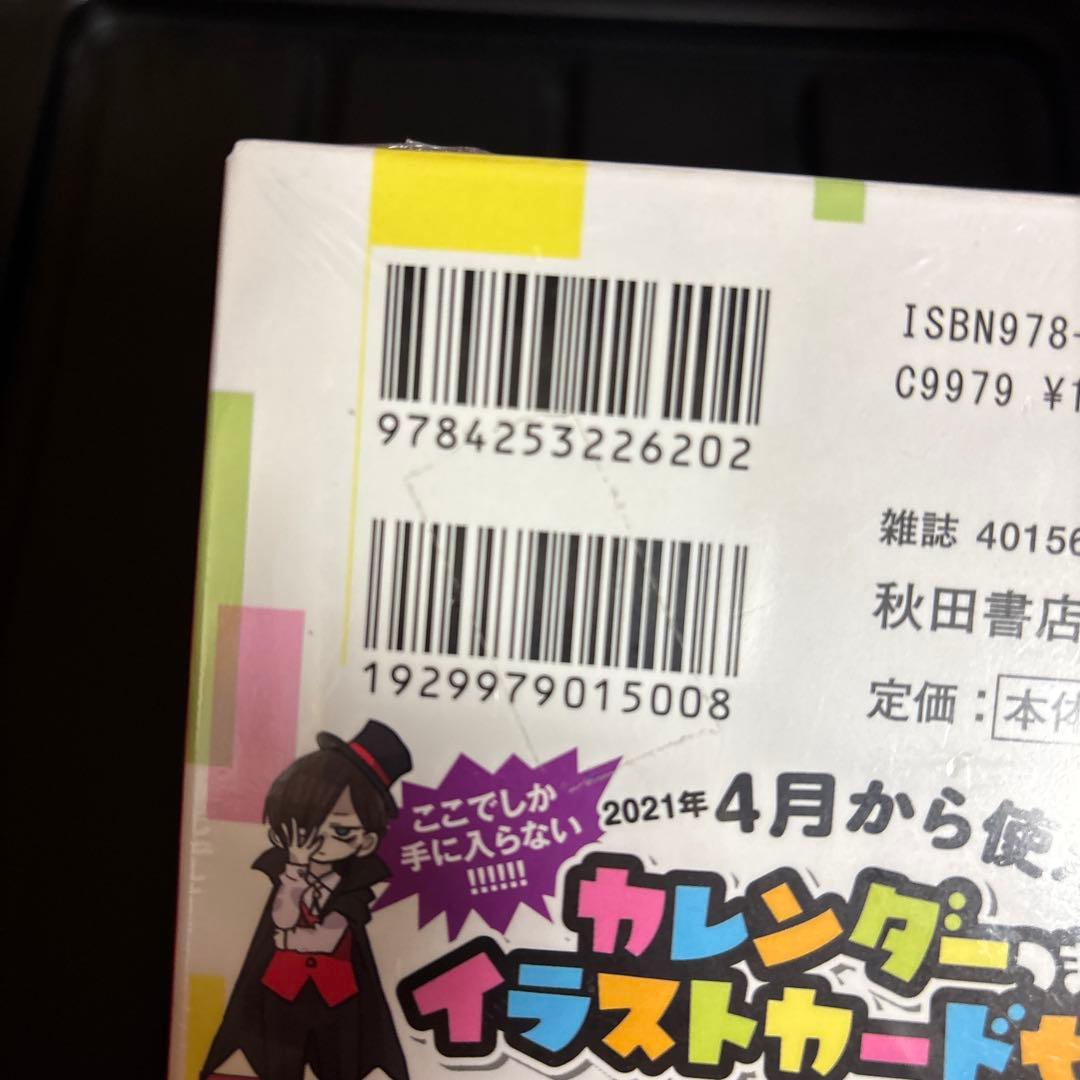 9784253226202
ISBN978-
C9979 ¥1
1929979015008
雑誌 40156
秋田書店
定価：本体
ここでしか
手に入らない
!!!!!!
2021年4月から使
カレンダー
イラストカード